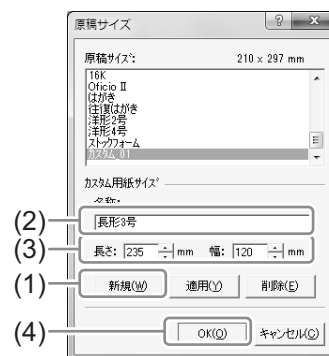 原稿サイズ
原稿サイズ: 210 x 297 mm
16K
Oficio II
はがき
往復はがき
洋形2号
洋形4号
ストックフォーム
カスタム_01
カスタム用紙サイズ
名称:
(2) 長形3号
(3) 長さ: 235 mm 幅: 120 mm
(1) 新規(W) 適用(Y) 削除(E)
(4) OK(O) キャンセル(C)